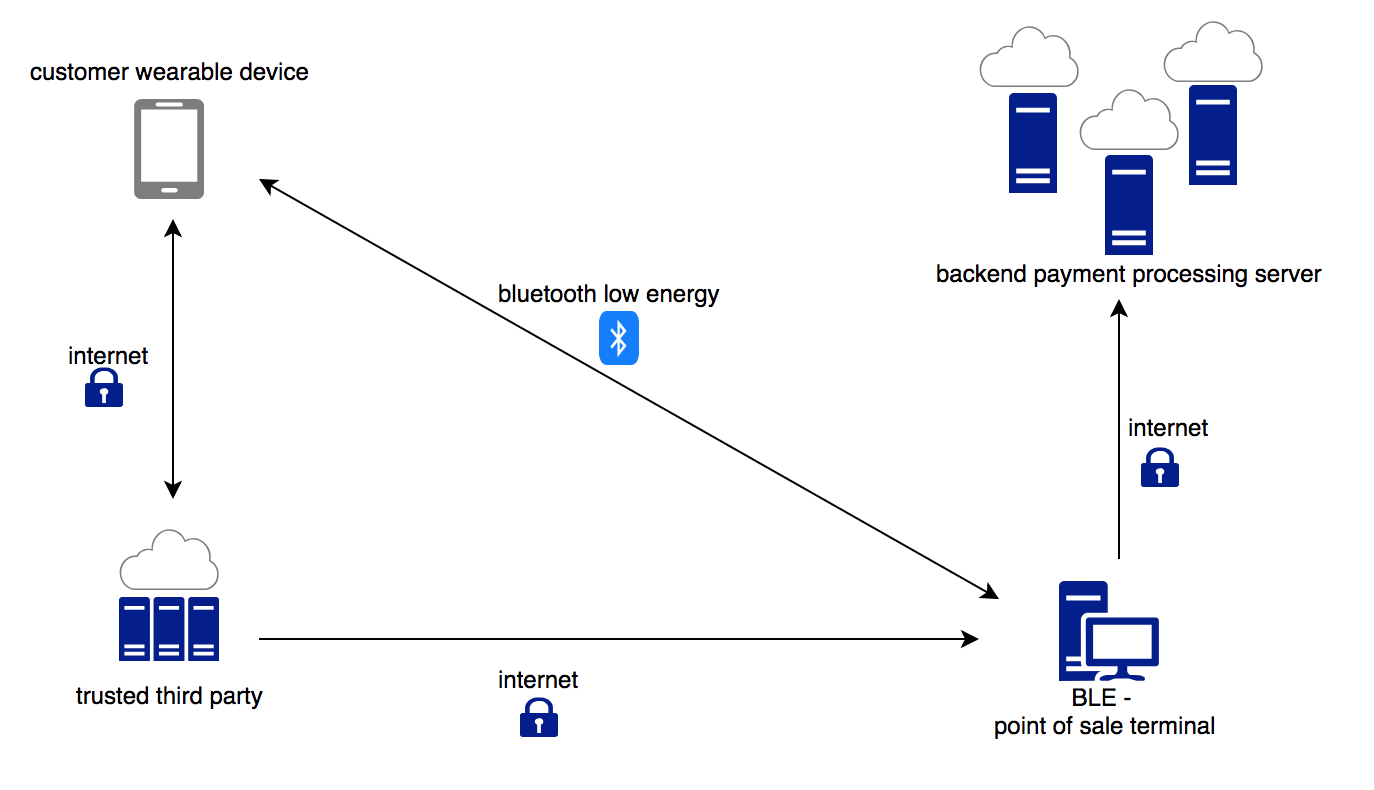 customer wearable device
backend payment processing server
bluetooth low energy
internet
internet
internet
trusted third party
BLE -
point of sale terminal